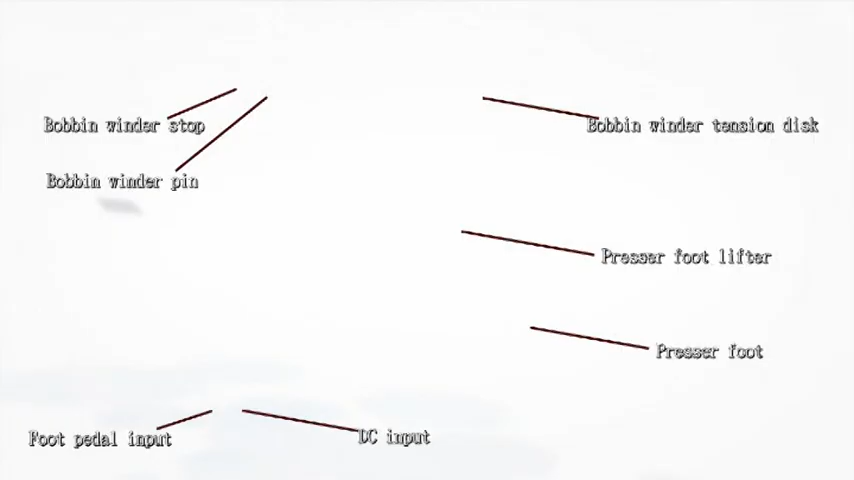 Bobbin winder stop
Bobbin winder tension disk
Bobbin winder pin
Presser foot lifter
Presser foot
Foot pedal input
DC input